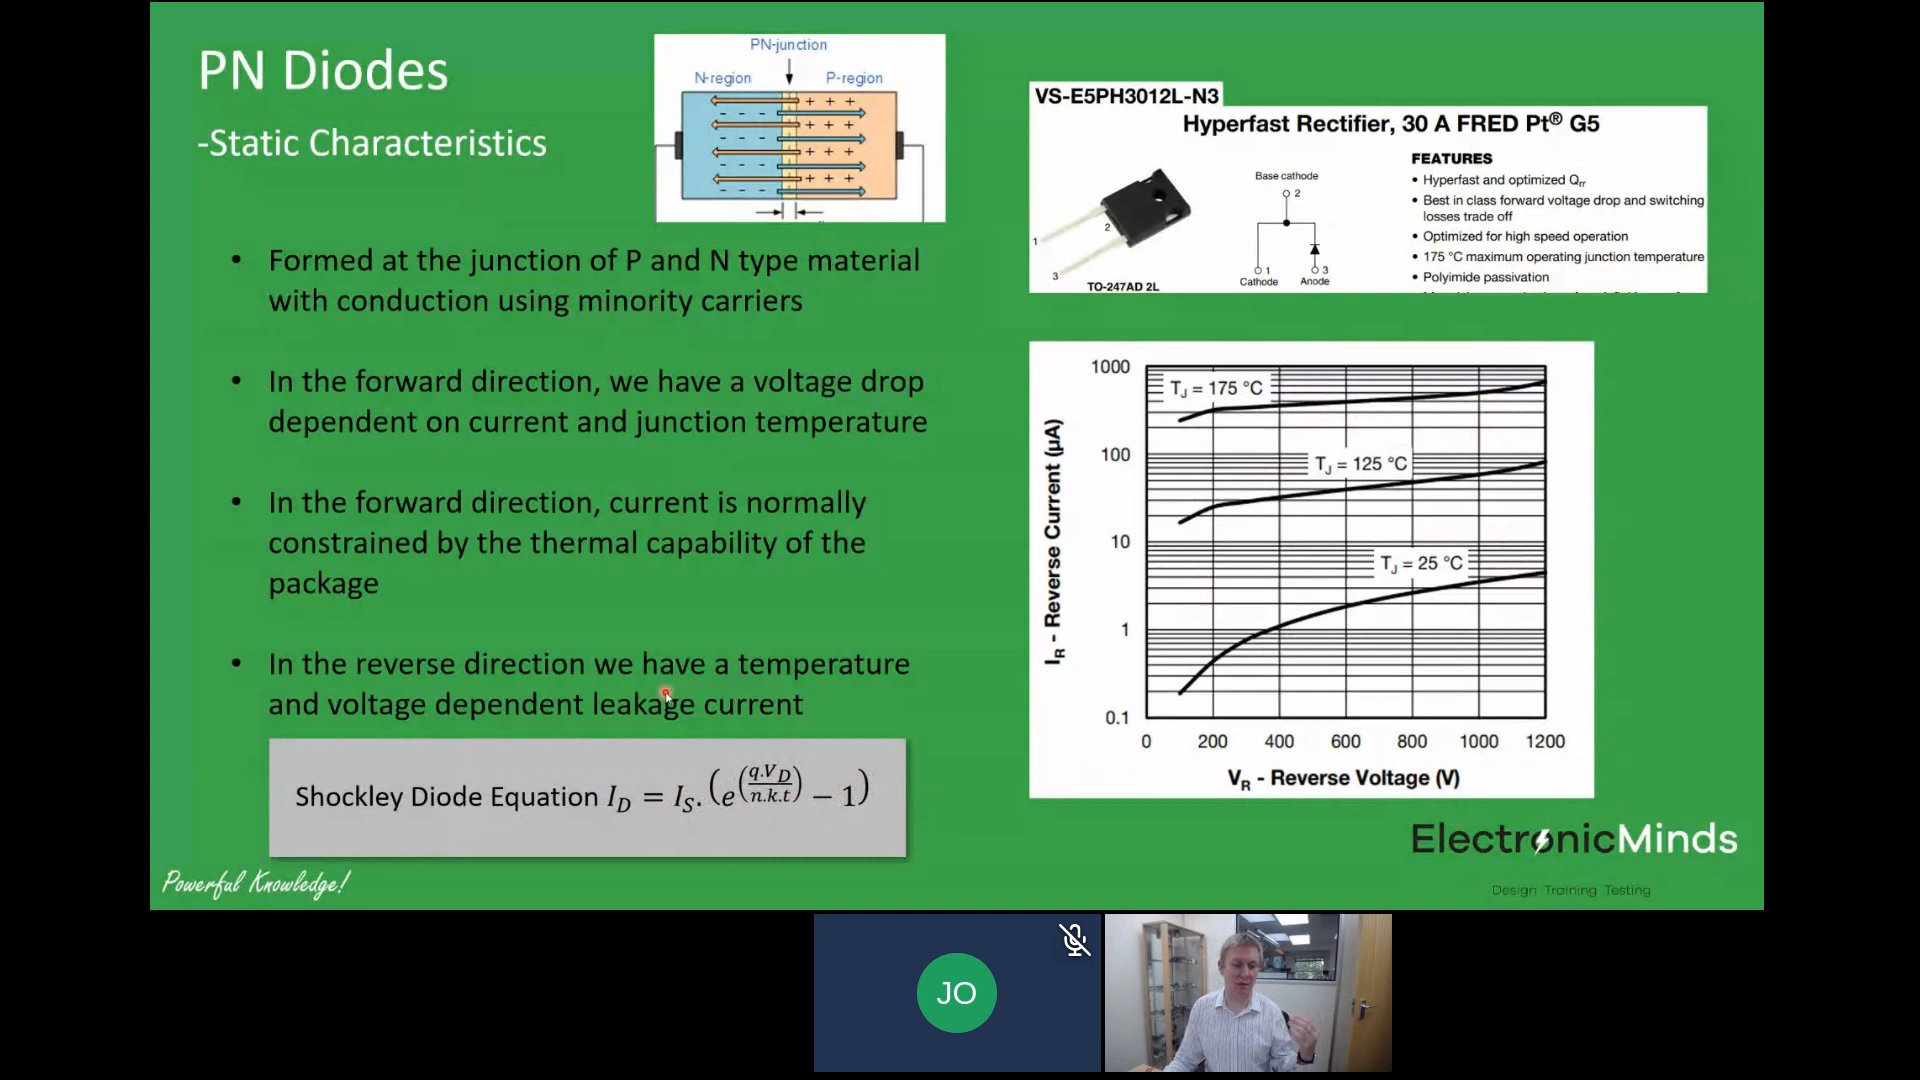 PN Diodes
-Static Characteristics
PN-junction
N-region P-region
• Formed at the junction of P and N type material
with conduction using minority carriers
• In the forward direction, we have a voltage drop
dependent on current and junction temperature
• In the forward direction, current is normally
constrained by the thermal capability of the
package
• In the reverse direction we have a temperature
and voltage dependent leakage current
Shockley Diode Equation I_D = I_S.(e^(q.V_D/n.k.t) − 1)
Powerful Knowledge!
VS-E5PH3012L-N3
Hyperfast Rectifier, 30 A FRED Pt® G5
1
2
3
TO-247AD 2L
Base cathode
2
1 3
Cathode Anode
FEATURES
• Hyperfast and optimized Qrr
• Best in class forward voltage drop and switching
losses trade off
• Optimized for high speed operation
• 175 °C maximum operating junction temperature
• Polyimide passivation
I_R - Reverse Current (µA)
1000
100
10
1
0.1
T_J = 175 °C
T_J = 125 °C
T_J = 25 °C
0 200 400 600 800 1000 1200
V_R - Reverse Voltage (V)
ElectronicMinds
Design Training Testing
JO